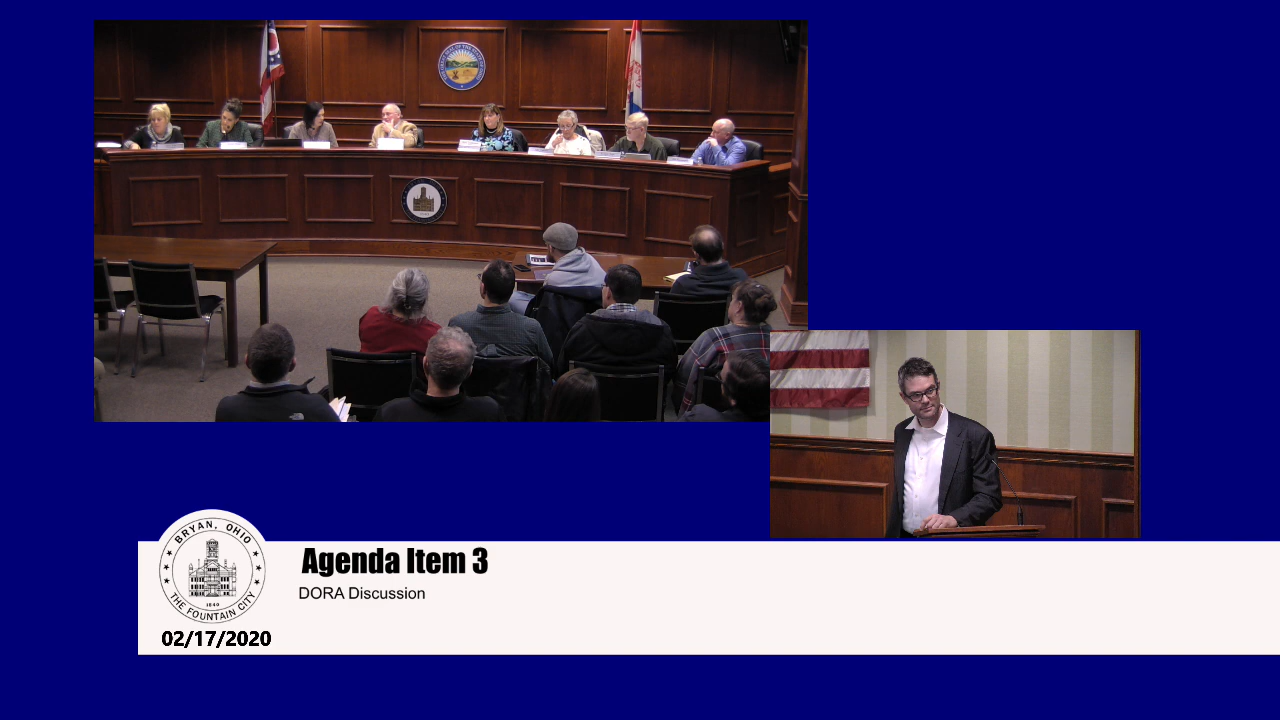 Agenda Item 3
DORA Discussion
BRYAN, OHIO
1840
THE FOUNTAIN CITY
02/17/2020